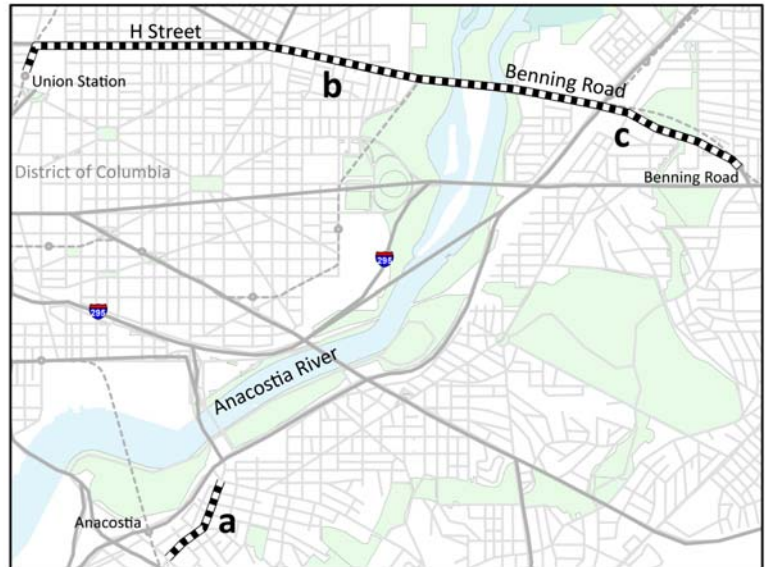 H Street
Union Station
b
Benning Road
c
District of Columbia
Benning Road
295
295
Anacostia River
Anacostia
a